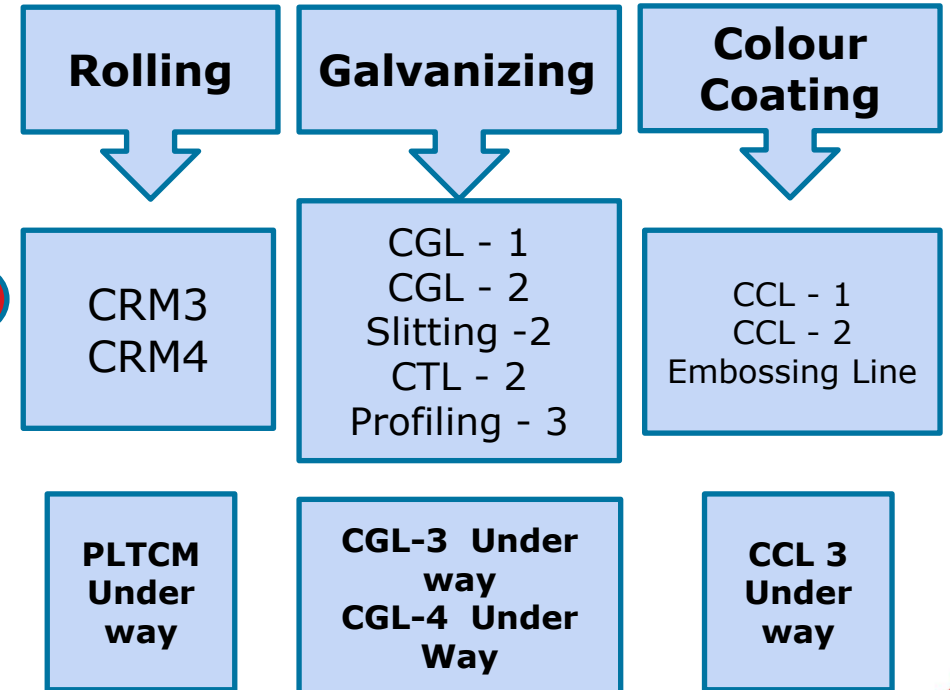 Rolling
Galvanizing
Colour
Coating
CRM3
CRM4
CGL - 1
CGL - 2
Slitting -2
CTL - 2
Profiling - 3
CCL - 1
CCL - 2
Embossing Line
PLTCM
Under
way
CGL-3 Under
way
CGL-4 Under
Way
CCL 3
Under
way